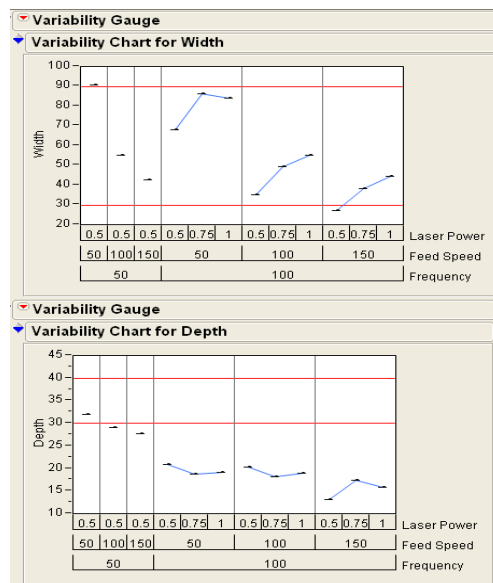 Variability Gauge
Variability Chart for Width
100
90
80
70
60
50
40
30
20
Width
0.5 0.5 0.5 0.5 0.75 1 0.5 0.75 1 0.5 0.75 1 Laser Power
50 100 150 50 100 150 Feed Speed
50 100 Frequency
Variability Gauge
Variability Chart for Depth
45
40
35
30
25
20
15
10
Depth
0.5 0.5 0.5 0.5 0.75 1 0.5 0.75 1 0.5 0.75 1 Laser Power
50 100 150 50 100 150 Feed Speed
50 100 Frequency